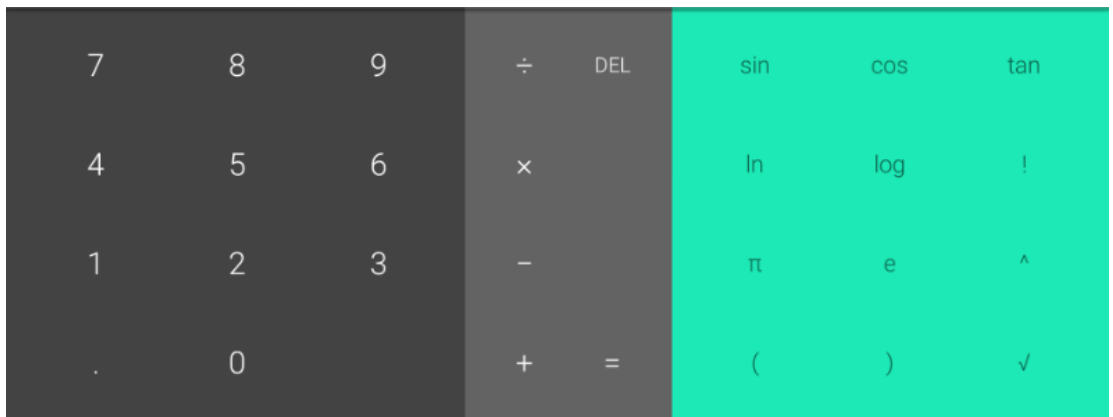 7 8 9 ÷ DEL sin cos tan
4 5 6 × ln log !
1 2 3 − π e ^
. 0 + = ( ) √